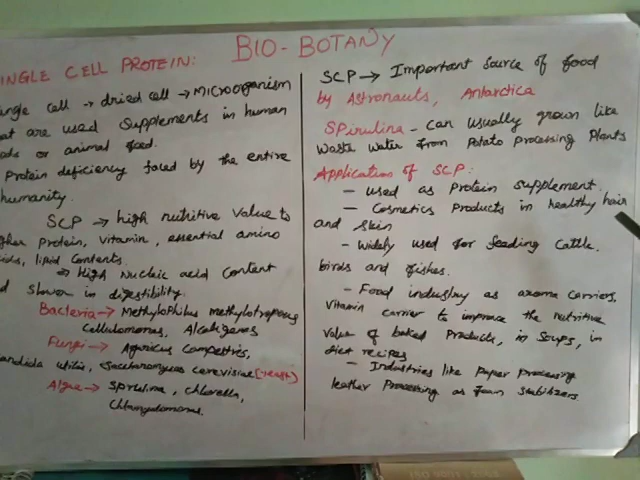 BIO-BOTANY
INGLE CELL PROTEIN:
ngle cell → dried cell → Microorganism
at are used Supplements in human
ods or animal feed.
Protein deficiency faced by the entire
humanity.
SCP → high nutritive value to
gher Protein, Vitamin, essential amino
ids, lipid contents.
→ High Nucleic acid content
d slower in digestibility.
Bacteria → Methylophilus methylotropous
Cellulomonas, Alcaligenes
Fungi → Agaricus Campestris,
andida utilis, Saccharomyces cerevisiae (Yeast)
Algae → Spirulina, Chlorella,
Chlamydomonas.
SCP → Important Source of food
by Astronauts, Antarctica
Spirulina - Can usually grown like
Waste water from Potato processing Plants
Application of SCP:
- used as Protein supplement.
- Cosmetics Products in healthy hair
and skin
- Widely used for feeding Cattle,
birds and fishes.
- Food industry as aroma carriers,
Vitamin carrier to improve the nutritive
Value of baked Products, in Soups, in
diet recipes
- Industries like Paper Processing
leather Processing as foam stabilizers